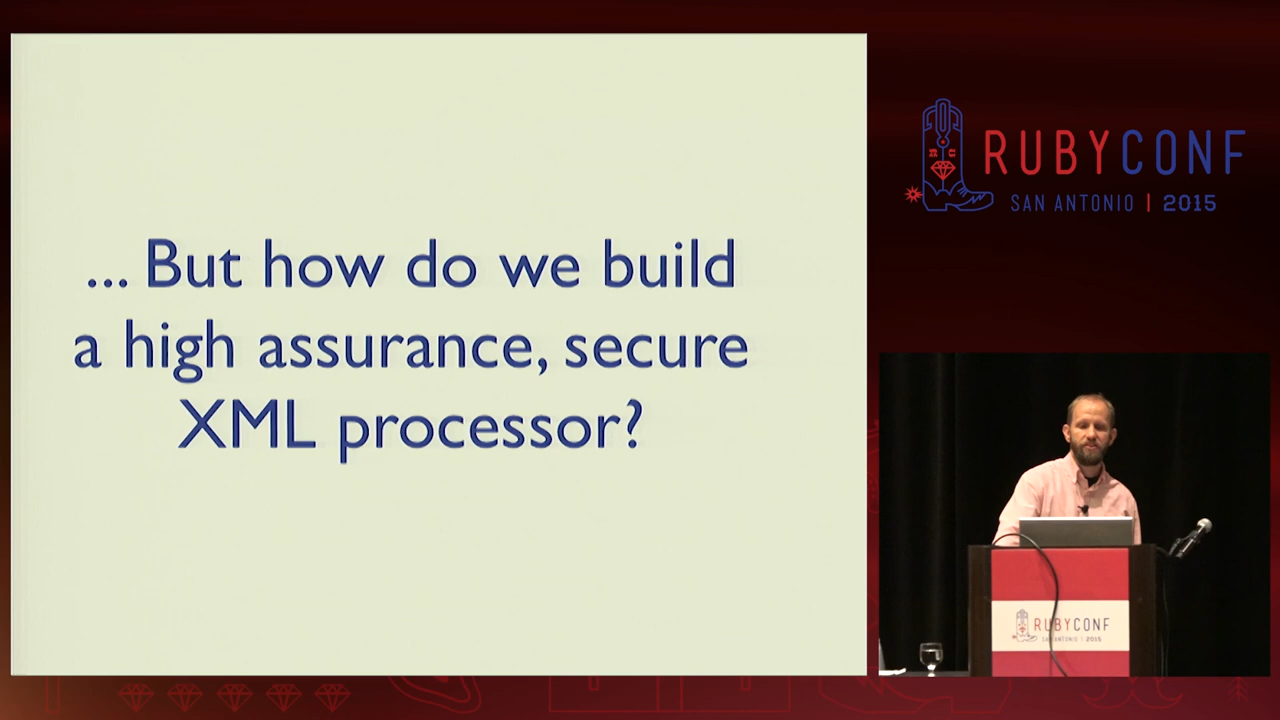 ... But how do we build
a high assurance, secure
XML processor?
RUBYCONF
SAN ANTONIO | 2015
RUBYCONF
SAN ANTONIO | 2015